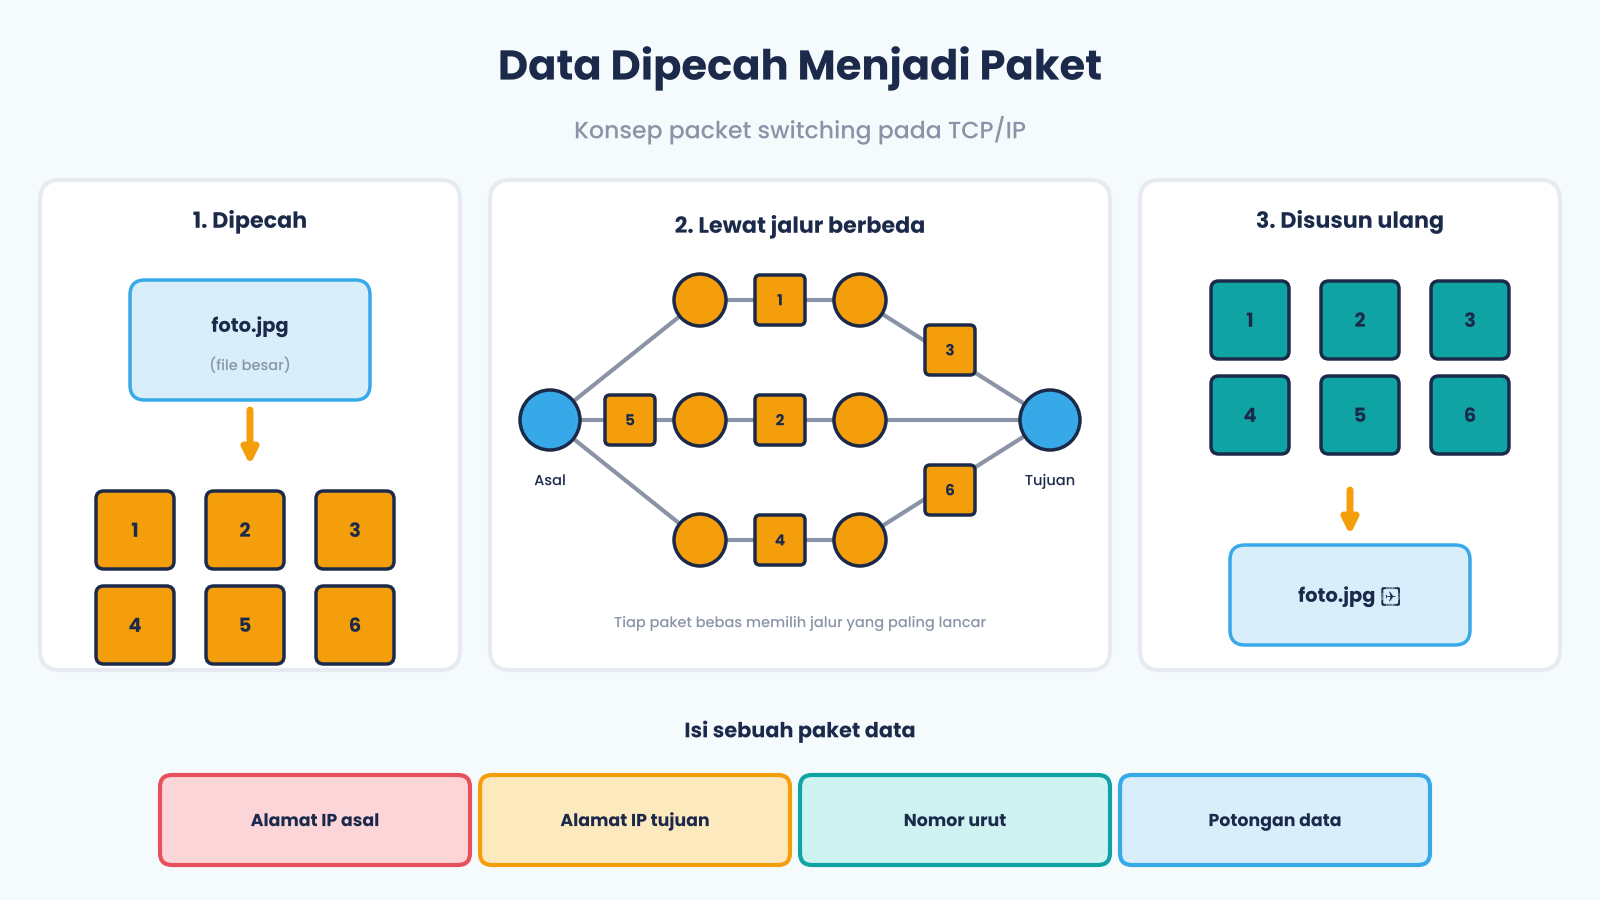 Data Dipecah Menjadi Paket
Konsep packet switching pada TCP/IP
1. Dipecah
foto.jpg
(file besar)
1 2 3
4 5 6
2. Lewat jalur berbeda
1
3
5 2
Asal Tujuan
6
4
Tiap paket bebas memilih jalur yang paling lancar
3. Disusun ulang
1 2 3
4 5 6
foto.jpg
Isi sebuah paket data
Alamat IP asal
Alamat IP tujuan
Nomor urut
Potongan data